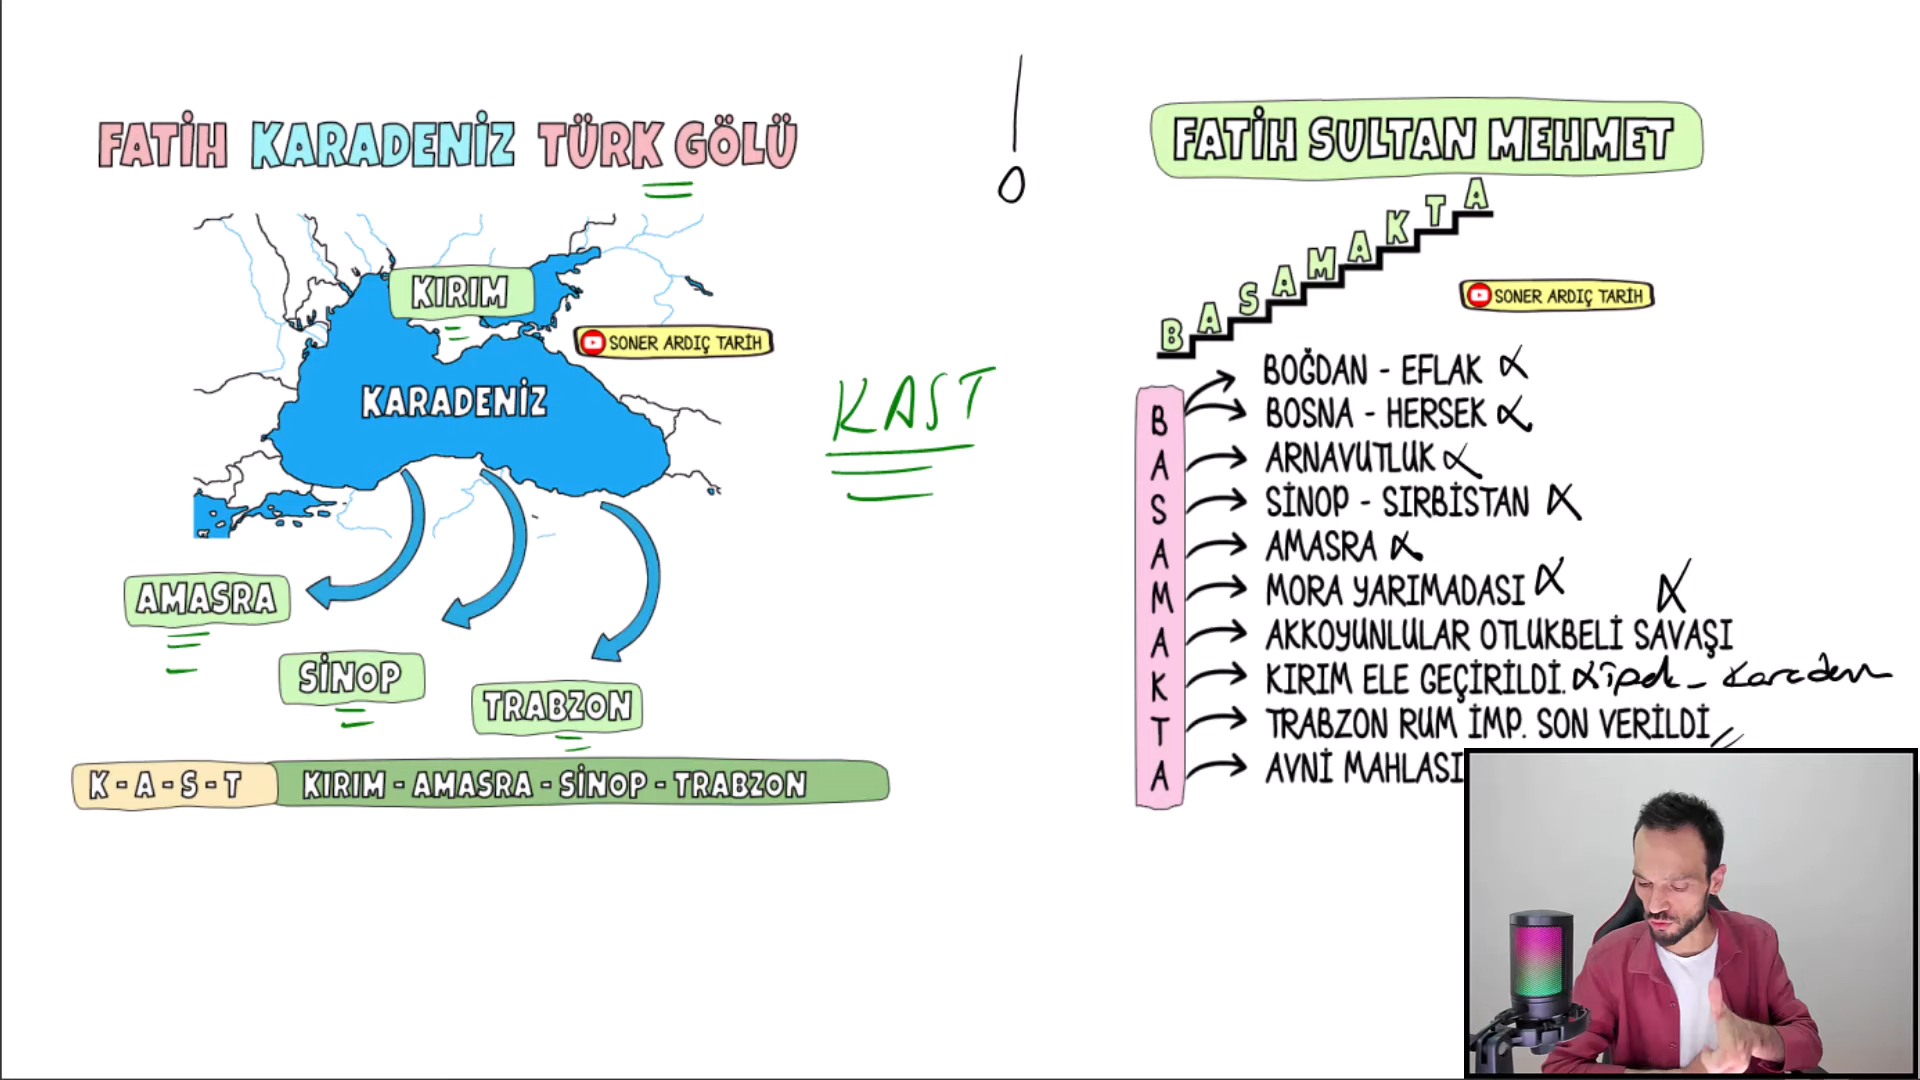 FATİH KARADENİZ TÜRK GÖLÜ
KIRIM
SONER ARDIÇ TARİH
KARADENİZ
KAST
AMASRA
SİNOP
TRABZON
K - A - S - T
KIRIM - AMASRA - SİNOP - TRABZON
!
FATİH SULTAN MEHMET
BASAMAKTA
SONER ARDIÇ TARİH
B BOĞDAN - EFLAK
BOSNA - HERSEK
A ARNAVUTLUK
S SİNOP - SIRBİSTAN
A AMASRA
M MORA YARIMADASI
A AKKOYUNLULAR OTLUKBELİ SAVAŞI
K KIRIM ELE GEÇİRİLDİ. ipek - Karadeniz
T TRABZON RUM İMP. SON VERİLDİ
A AVNİ MAHLASI